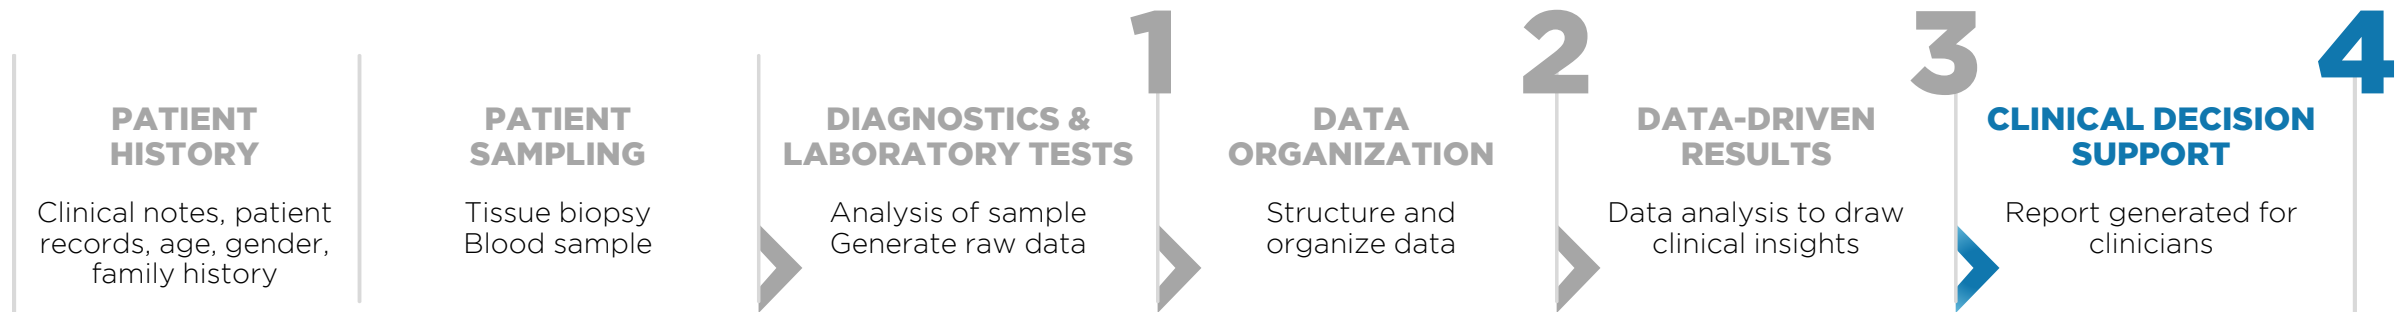 PATIENT
HISTORY
Clinical notes, patient
records, age, gender,
family history
PATIENT
SAMPLING
Tissue biopsy
Blood sample
1
DIAGNOSTICS &
LABORATORY TESTS
Analysis of sample
Generate raw data
2
DATA
ORGANIZATION
Structure and
organize data
3
DATA-DRIVEN
RESULTS
Data analysis to draw
clinical insights
4
CLINICAL DECISION
SUPPORT
Report generated for
clinicians